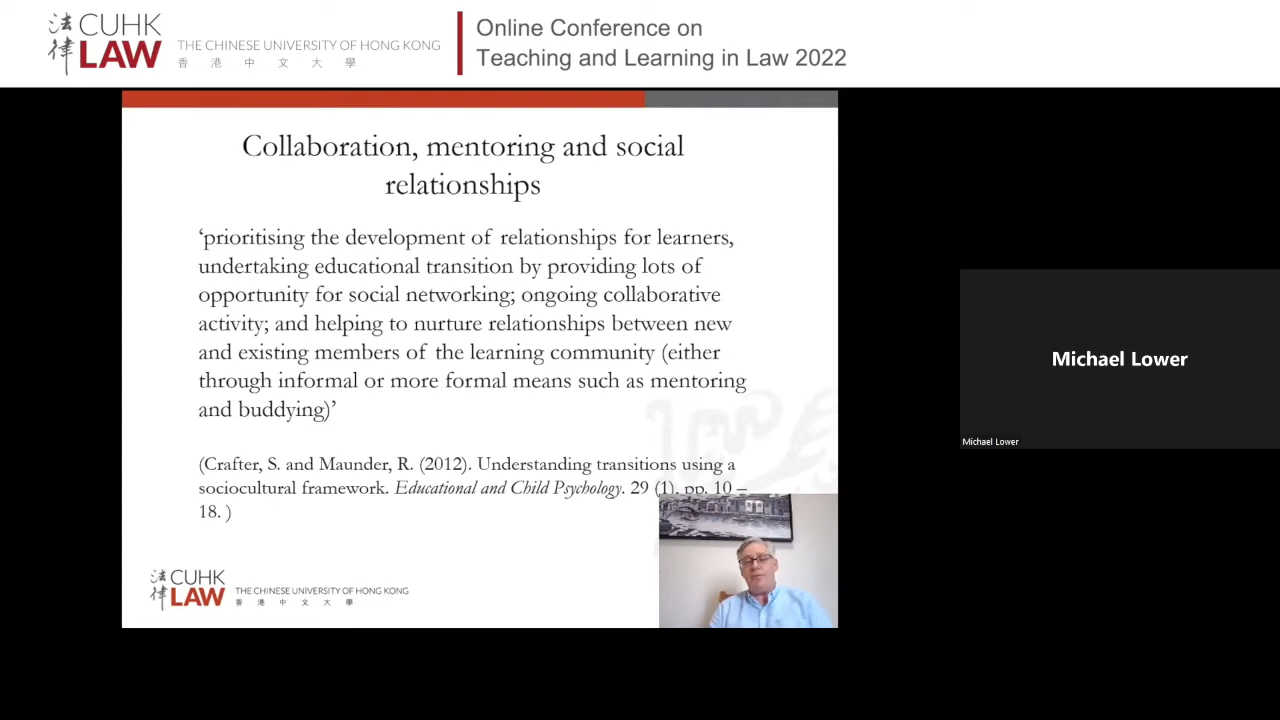 法律 CUHK LAW
THE CHINESE UNIVERSITY OF HONG KONG
香港中文大學
Online Conference on
Teaching and Learning in Law 2022
Collaboration, mentoring and social
relationships
‘prioritising the development of relationships for learners,
undertaking educational transition by providing lots of
opportunity for social networking; ongoing collaborative
activity; and helping to nurture relationships between new
and existing members of the learning community (either
through informal or more formal means such as mentoring
and buddying)’
(Crafter, S. and Maunder, R. (2012). Understanding transitions using a
sociocultural framework. Educational and Child Psychology. 29 (1). pp. 10 –
18. )
法律 CUHK LAW
THE CHINESE UNIVERSITY OF HONG KONG
香港中文大學
Michael Lower
Michael Lower